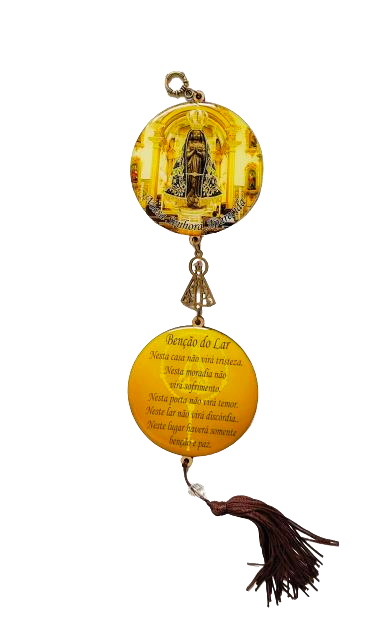 Nossa Senhora Aparecida
Benção do Lar
Nesta casa não virá tristeza.
Nesta moradia não
virá sofrimento.
Nesta porta não virá temor.
Neste lar não virá discórdia.
Neste lugar haverá somente
benção e paz.